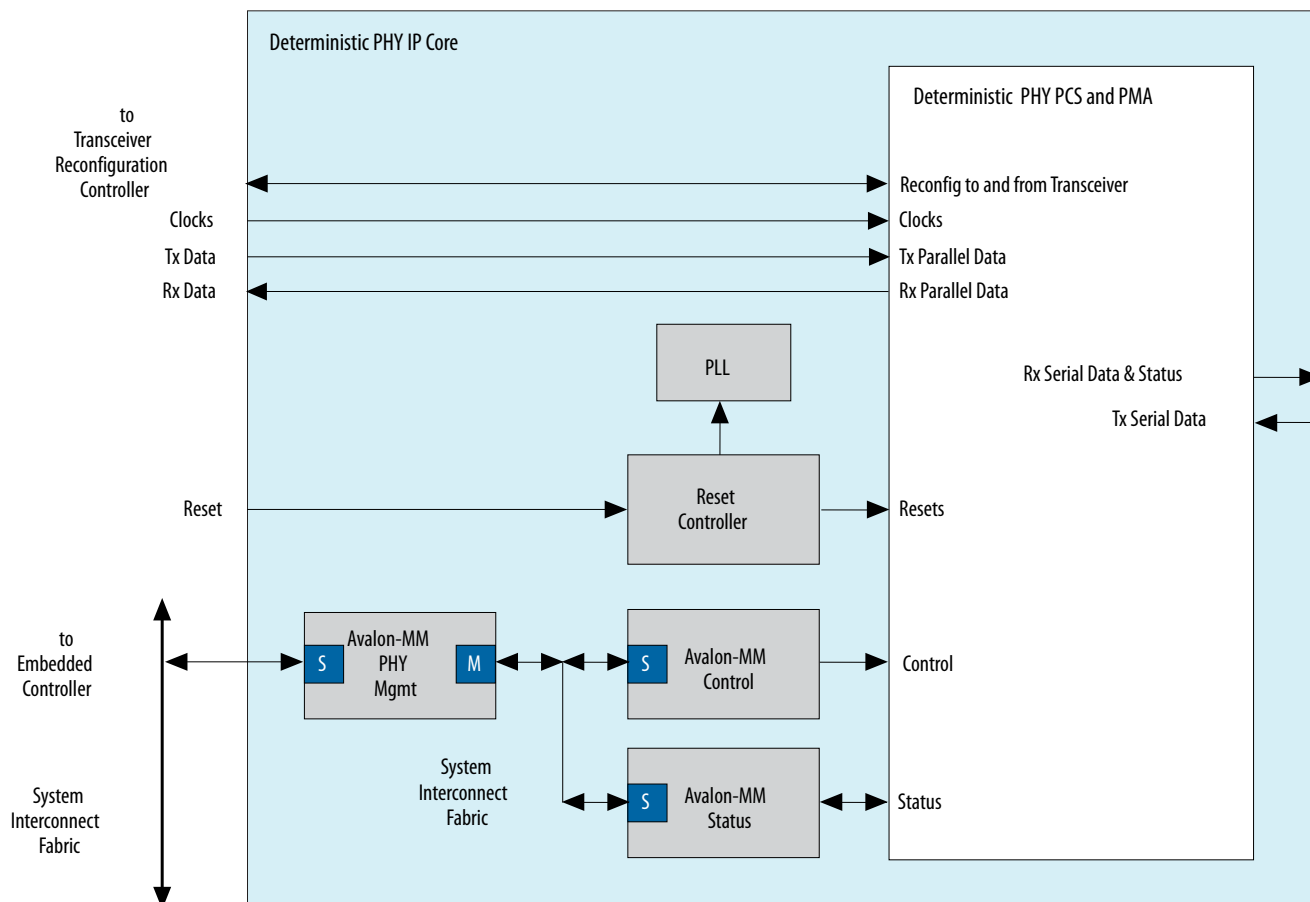 Deterministic PHY IP Core
Deterministic PHY PCS and PMA
to
Transceiver
Reconfiguration
Controller
Reconfig to and from Transceiver
Clocks
Clocks
Tx Data
Tx Parallel Data
Rx Data
Rx Parallel Data
PLL
Rx Serial Data & Status
Tx Serial Data
Reset
Reset
Controller
Resets
to
Embedded
Controller
S
Avalon-MM
PHY
Mgmt
M
S
Avalon-MM
Control
Control
System
Interconnect
Fabric
System
Interconnect
Fabric
S
Avalon-MM
Status
Status